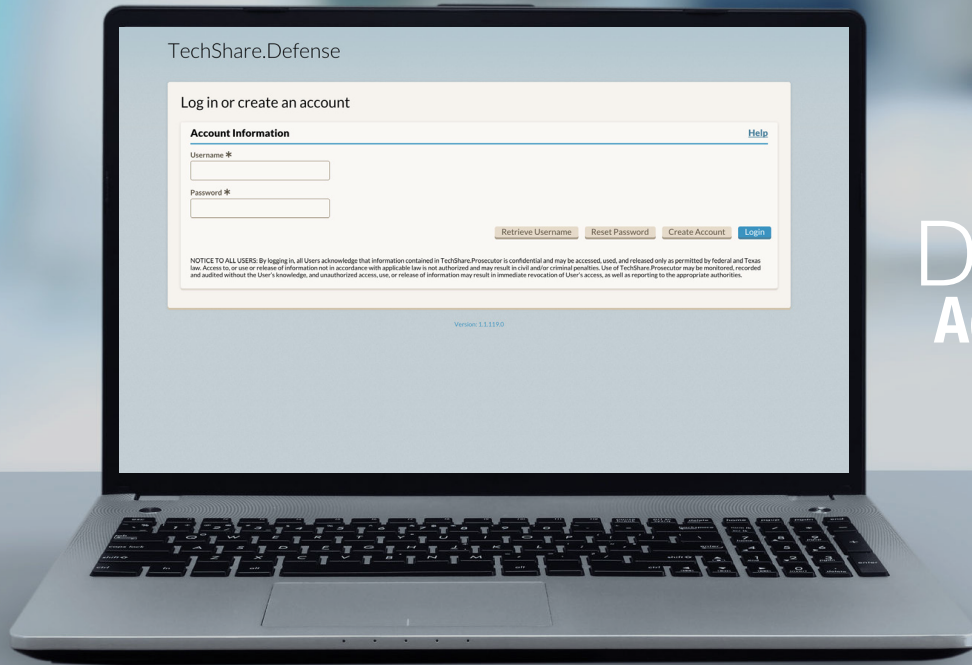 TechShare.Defense
Log in or create an account
Account Information
Help
Username *
Password *
Retrieve Username
Reset Password
Create Account
Login
NOTICE TO ALL USERS: By logging in, all Users acknowledge that information contained in TechShare.Prosecutor is confidential and may be accessed, used, and released only as permitted by federal and Texas
law. Access to, or use or release of information not in accordance with applicable law is not authorized and may result in civil and/or criminal penalties. Use of TechShare.Prosecutor may be monitored, recorded
and audited without the User's knowledge, and unauthorized access, use, or release of information may result in immediate revocation of User's access, as well as reporting to the appropriate authorities.
Version: 1.1.119.0
D
A